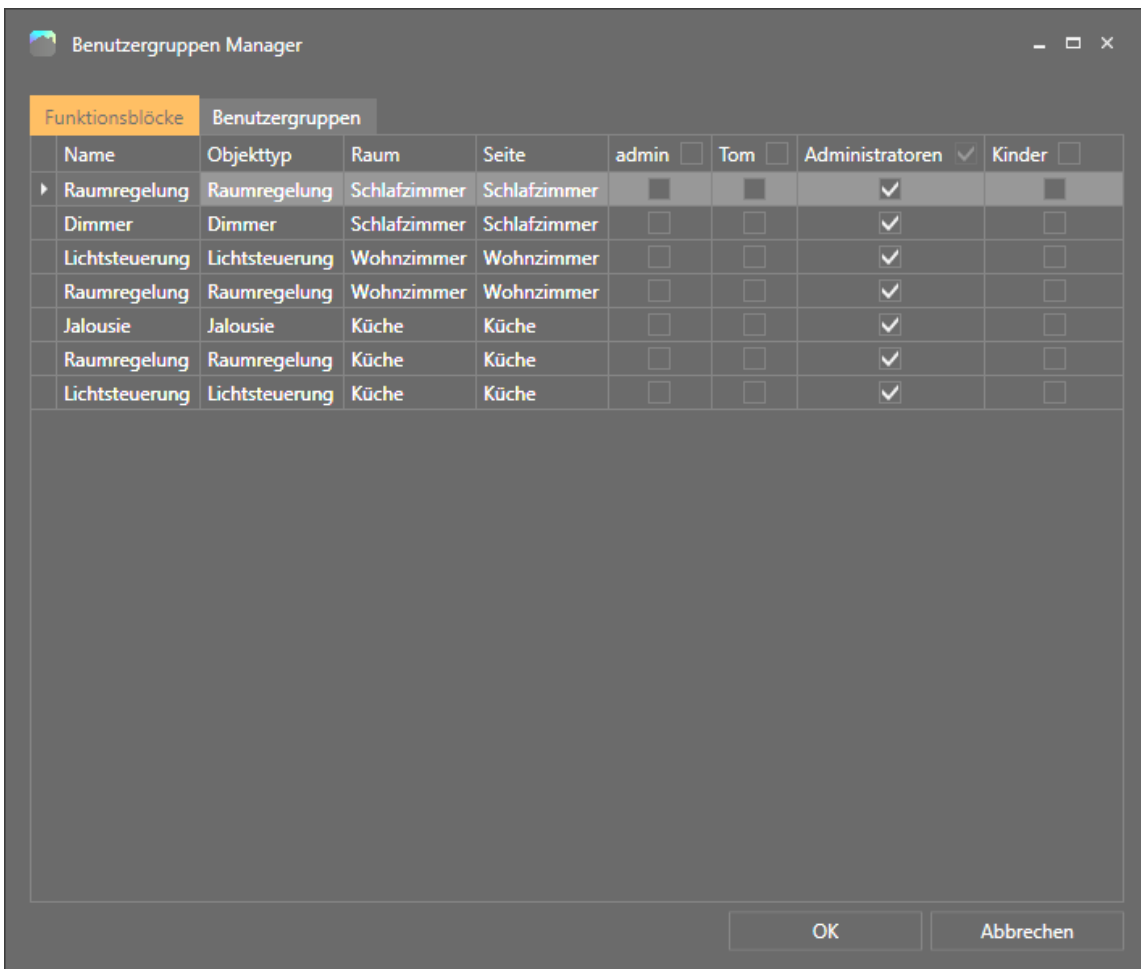 Benutzergruppen Manager
Funktionsblöcke Benutzergruppen
Name Objekttyp Raum Seite admin Tom Administratoren Kinder
Raumregelung Raumregelung Schlafzimmer Schlafzimmer
Dimmer Dimmer Schlafzimmer Schlafzimmer
Lichtsteuerung Lichtsteuerung Wohnzimmer Wohnzimmer
Raumregelung Raumregelung Wohnzimmer Wohnzimmer
Jalousie Jalousie Küche Küche
Raumregelung Raumregelung Küche Küche
Lichtsteuerung Lichtsteuerung Küche Küche
OK Abbrechen